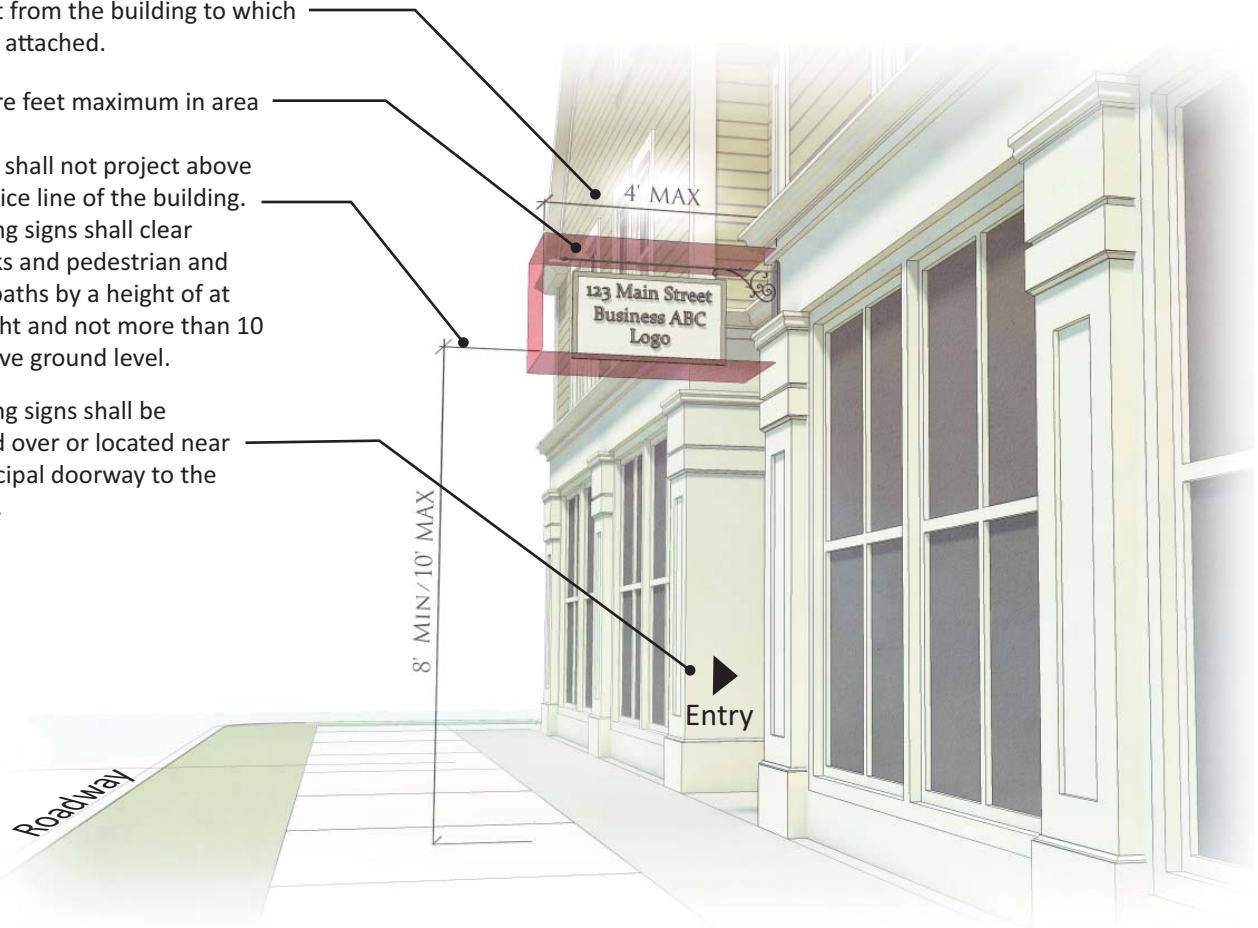 t from the building to which
attached.
re feet maximum in area
shall not project above
ice line of the building.
ng signs shall clear
ks and pedestrian and
paths by a height of at
ght and not more than 10
ve ground level.
ng signs shall be
d over or located near
cipal doorway to the
4' MAX
123 Main Street
Business ABC
Logo
8' MIN/10' MAX
Entry
Roadway